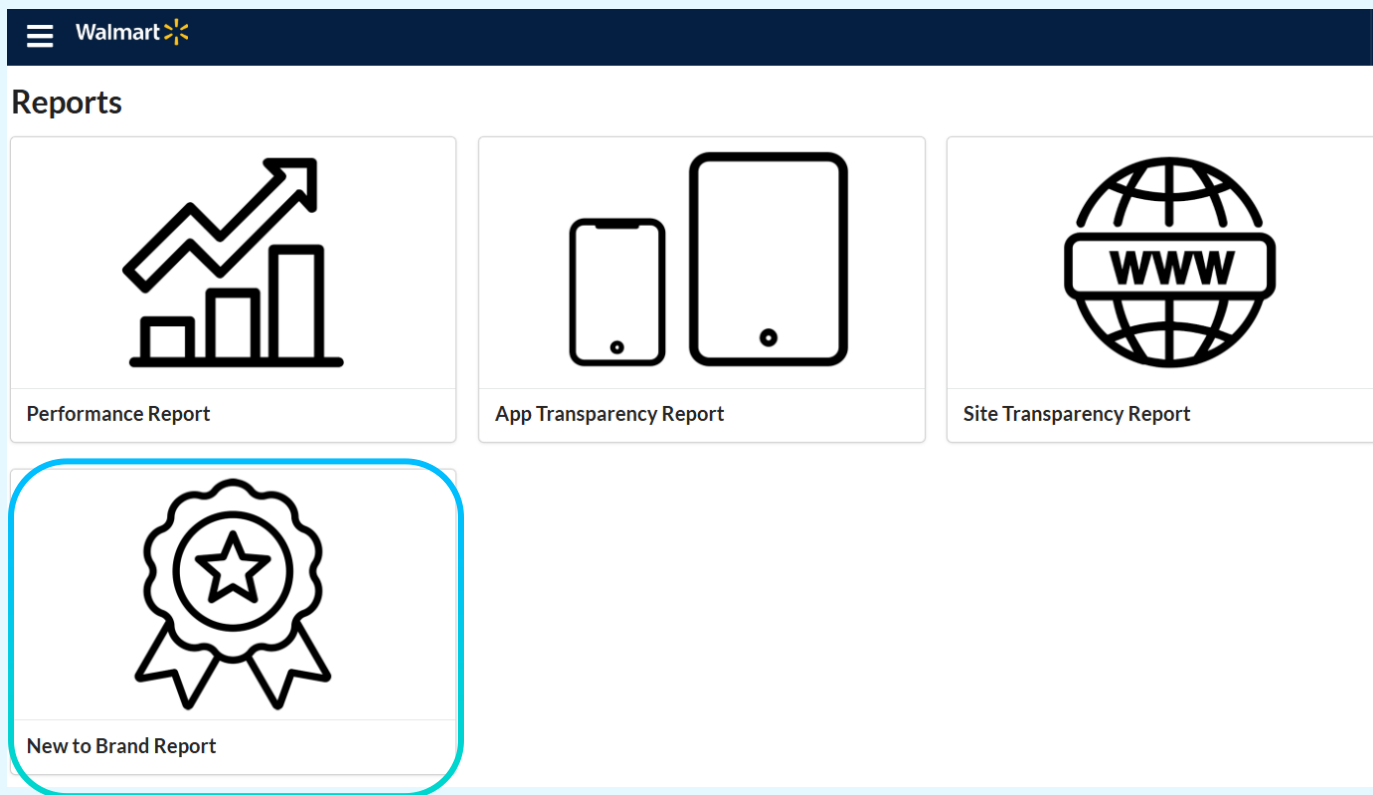 Walmart
Reports
WWW
Performance Report
App Transparency Report
Site Transparency Report
New to Brand Report